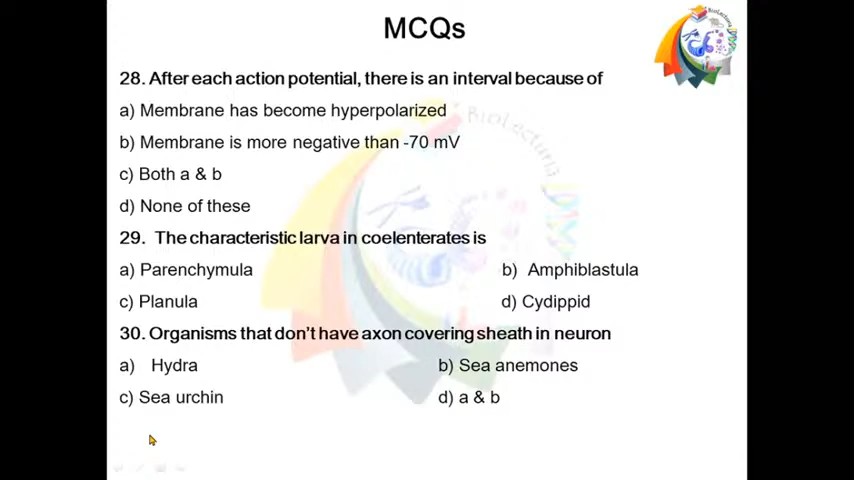 MCQs
BioLecturia
28. After each action potential, there is an interval because of
a) Membrane has become hyperpolarized
b) Membrane is more negative than -70 mV
c) Both a & b
d) None of these
29. The characteristic larva in coelenterates is
a) Parenchymula b) Amphiblastula
c) Planula d) Cydippid
30. Organisms that don't have axon covering sheath in neuron
a) Hydra b) Sea anemones
c) Sea urchin d) a & b